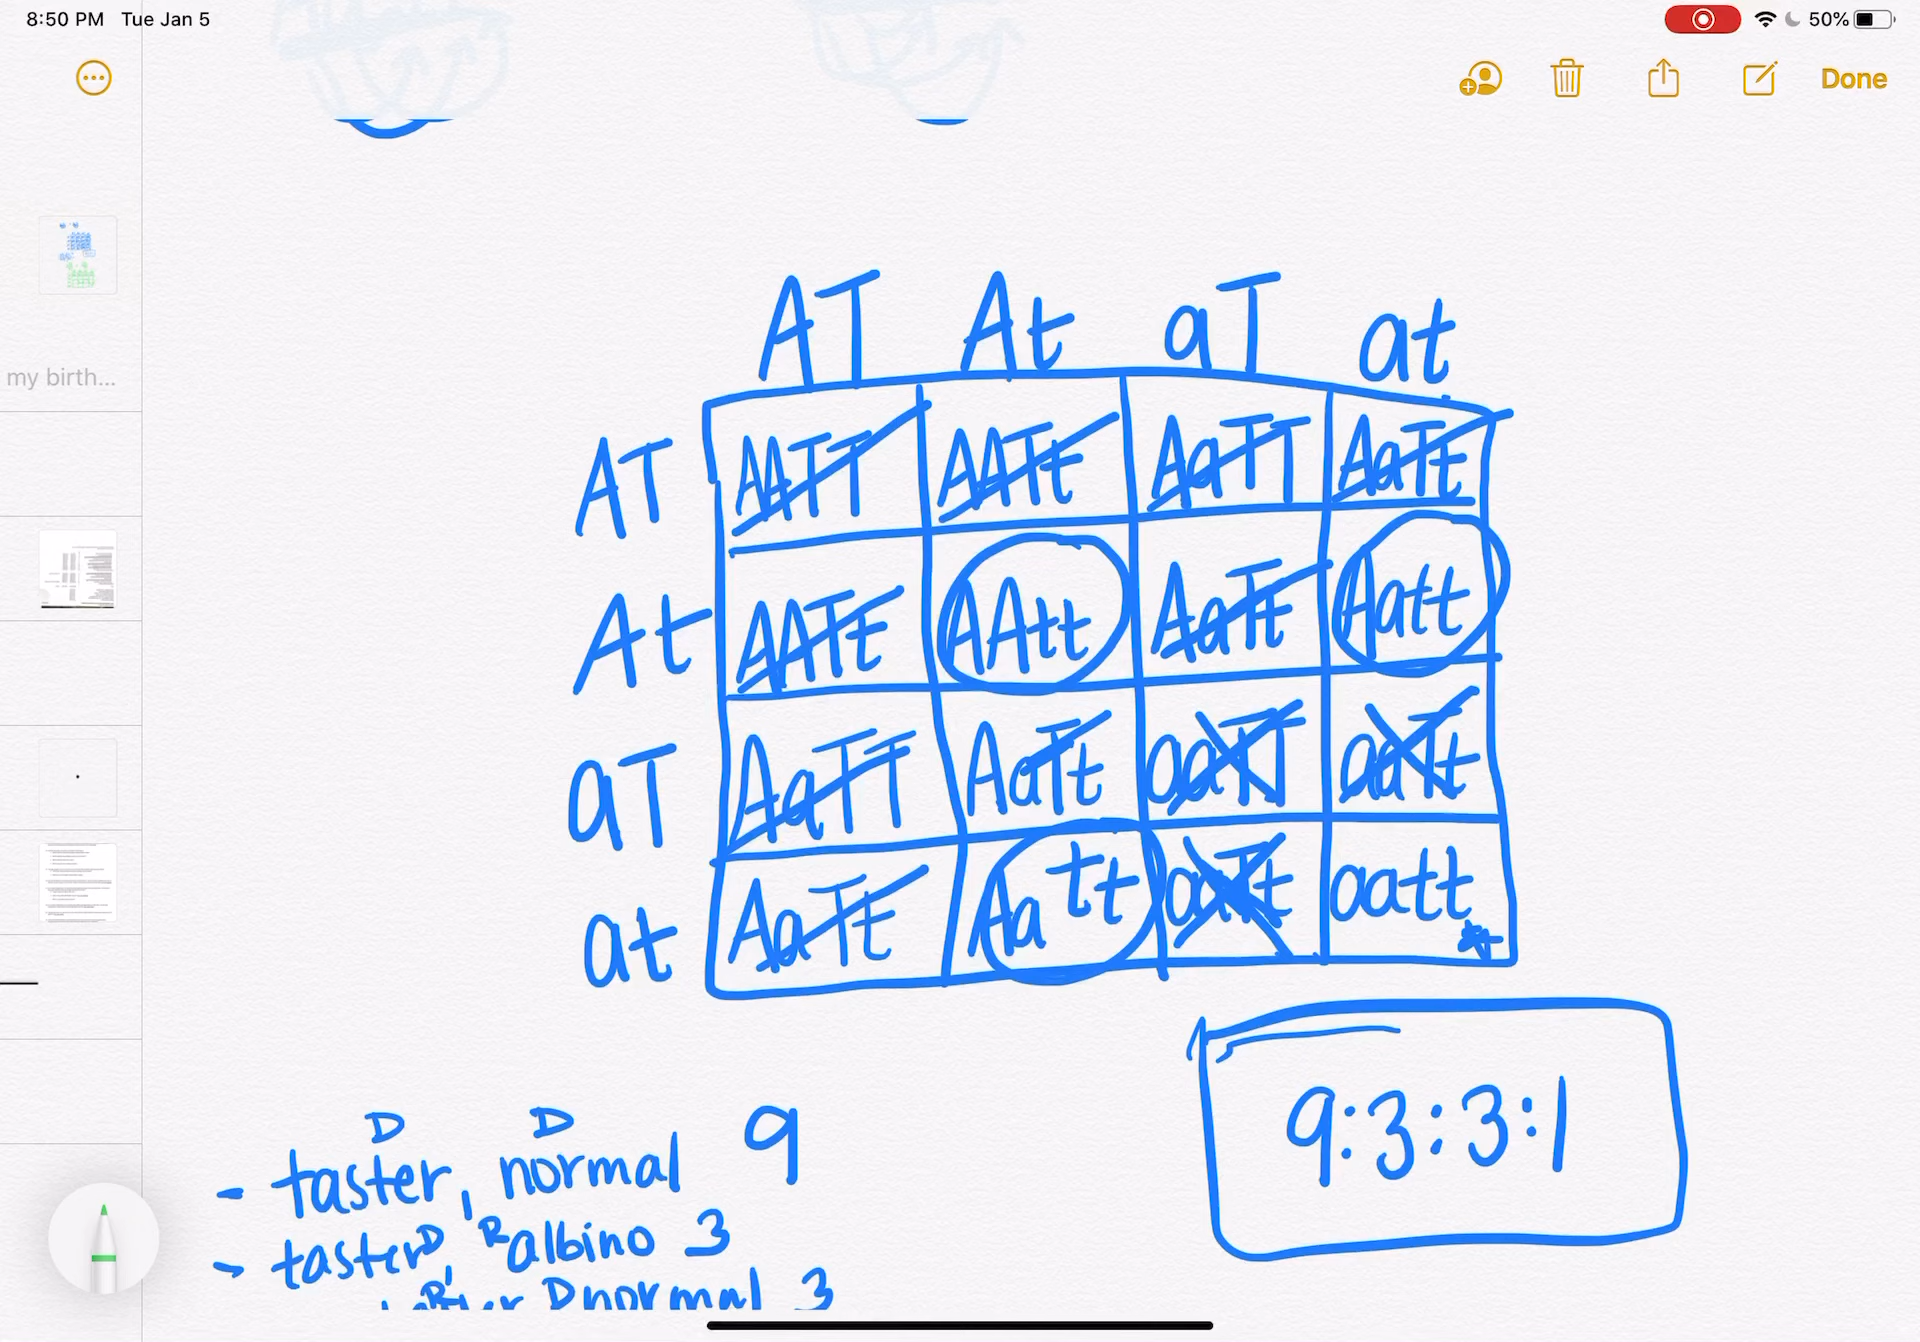 8:50 PM Tue Jan 5
50%
Done
my birth...
AT At aT at
AT AATT AATt AaTT AaTt
At AATt AAtt AaTt Aatt
aT AaTT AaTt aaTT aaTt
at AaTt Aatt aaTt aatt
9:3:3:1
D D
- taster, normal 9
- taster D, R albino 3
R D normal 3